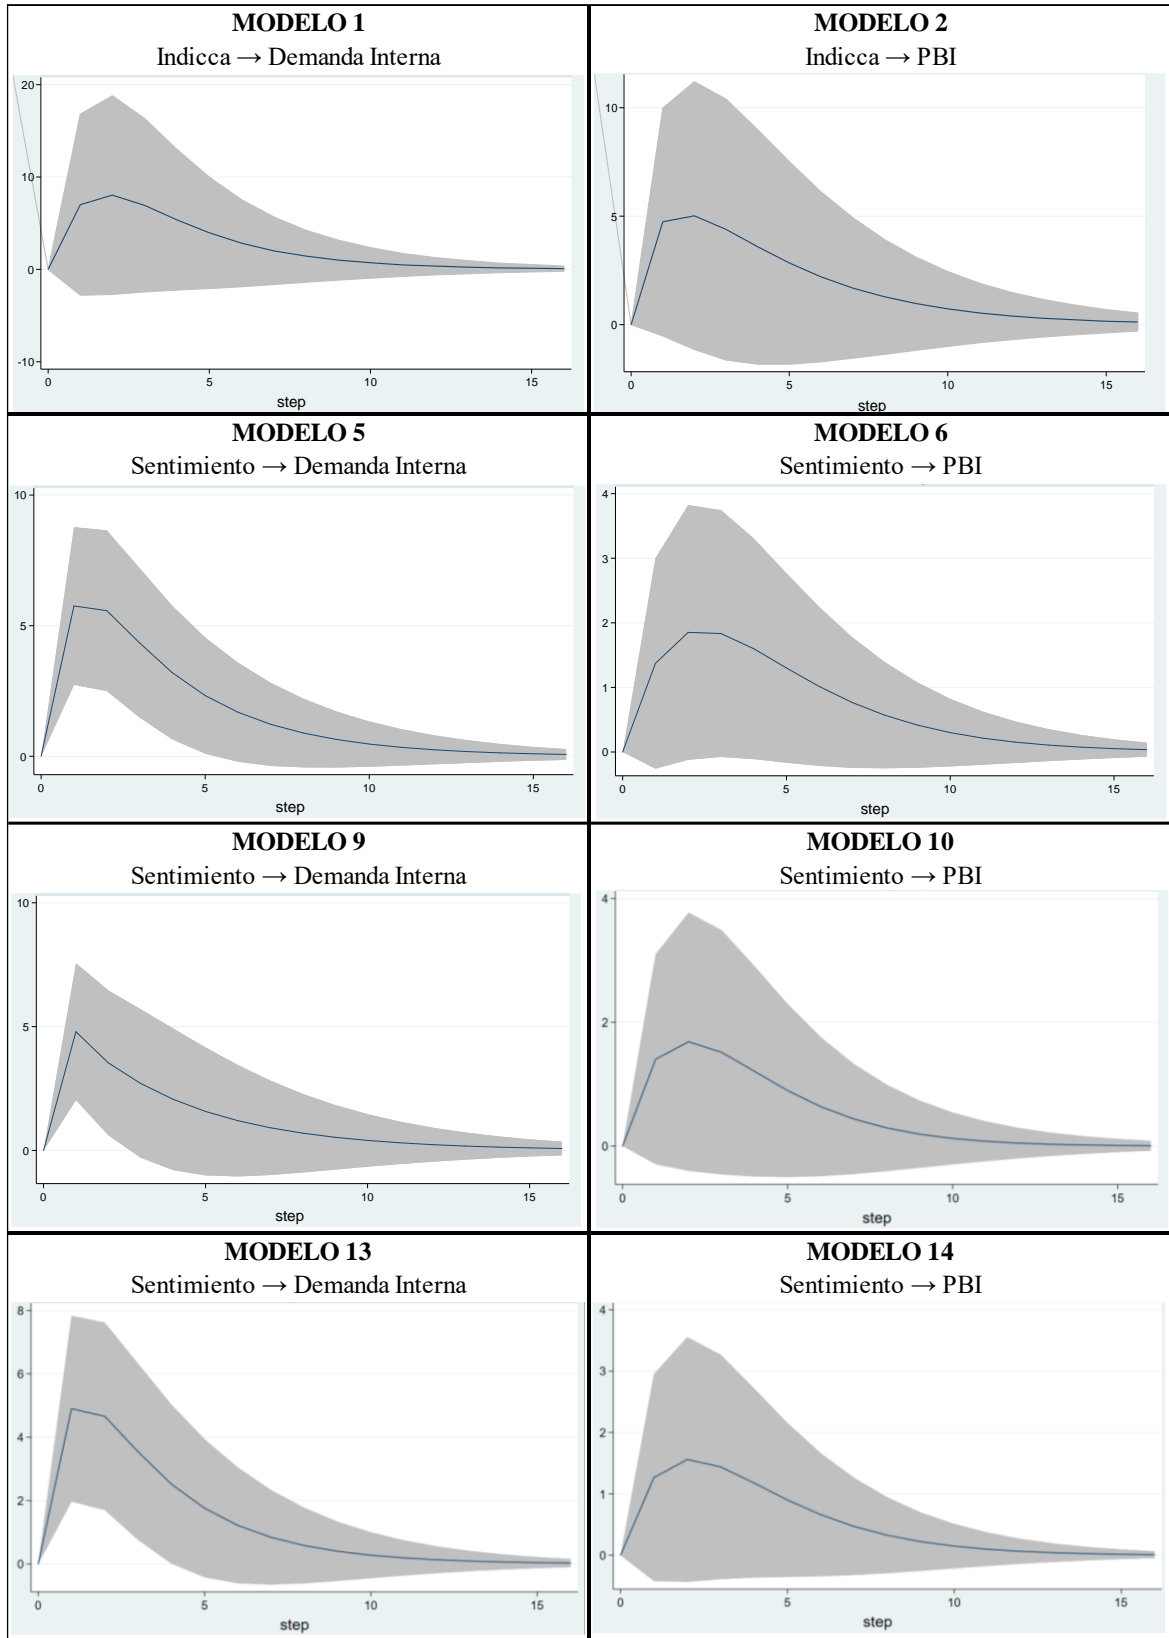 MODELO 1
Indicca → Demanda Interna
20
10
0
-10
0 5 10 15
step
MODELO 2
Indicca → PBI
10
5
0
0 5 10 15
step
MODELO 5
Sentimiento → Demanda Interna
10
5
0
0 5 10 15
step
MODELO 6
Sentimiento → PBI
4
3
2
1
0
0 5 10 15
step
MODELO 9
Sentimiento → Demanda Interna
10
5
0
0 5 10 15
step
MODELO 10
Sentimiento → PBI
4
2
0
0 5 10 15
step
MODELO 13
Sentimiento → Demanda Interna
8
6
4
2
0
0 5 10 15
step
MODELO 14
Sentimiento → PBI
4
3
2
1
0
0 5 10 15
step